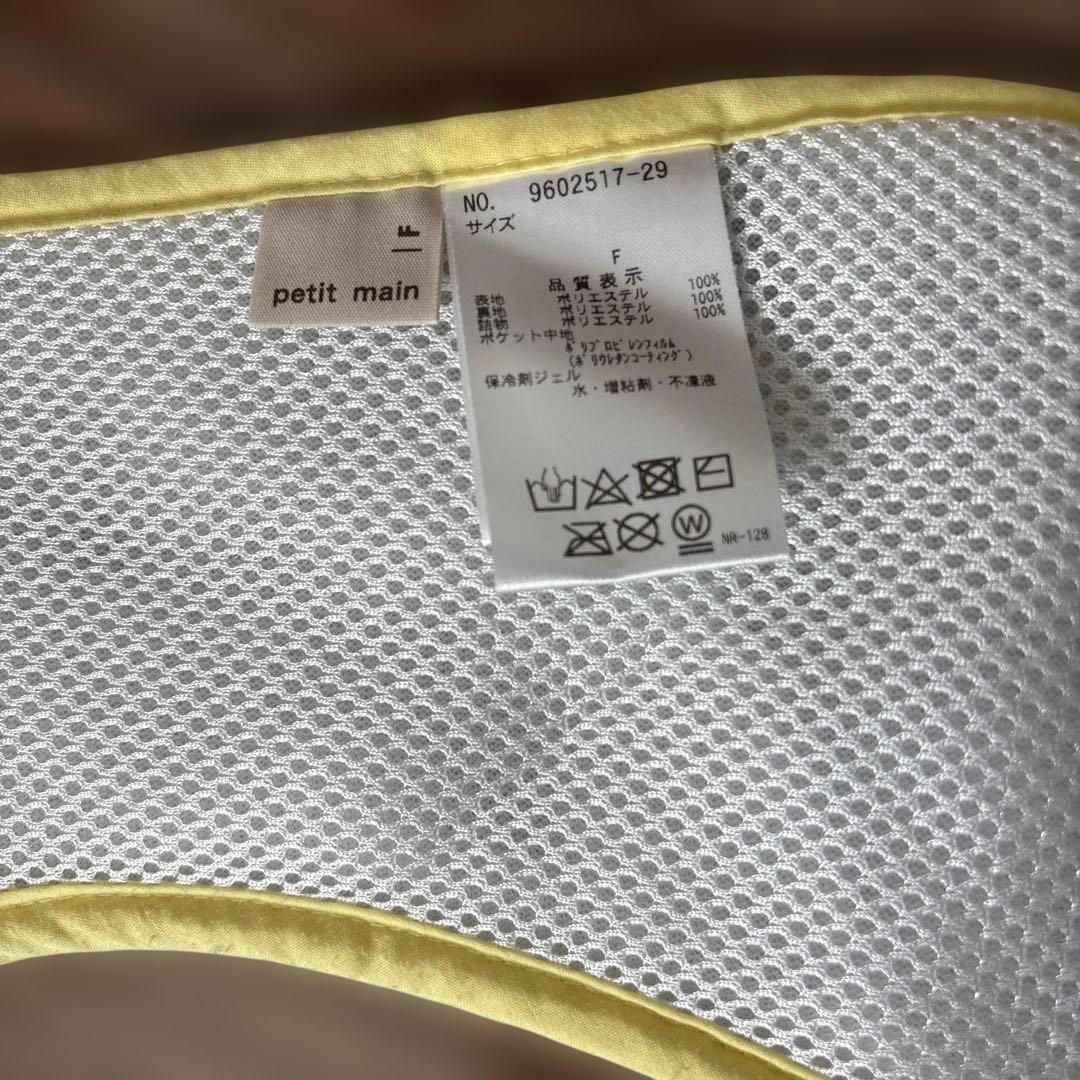 F
petit main
NO. 9602517-29
サイズ
F
品質表示
表地 ポリエステル 100%
裏地 ポリエステル 100%
詰物 ポリエステル 100%
ポケット中地
ﾎﾟﾘﾌﾟﾛﾋﾟﾚﾝﾌｨﾙﾑ
(ﾎﾟﾘｳﾚﾀﾝｺｰﾃｨﾝｸﾞ)
保冷剤ジェル
水・増粘剤・不凍液
W
NR-128